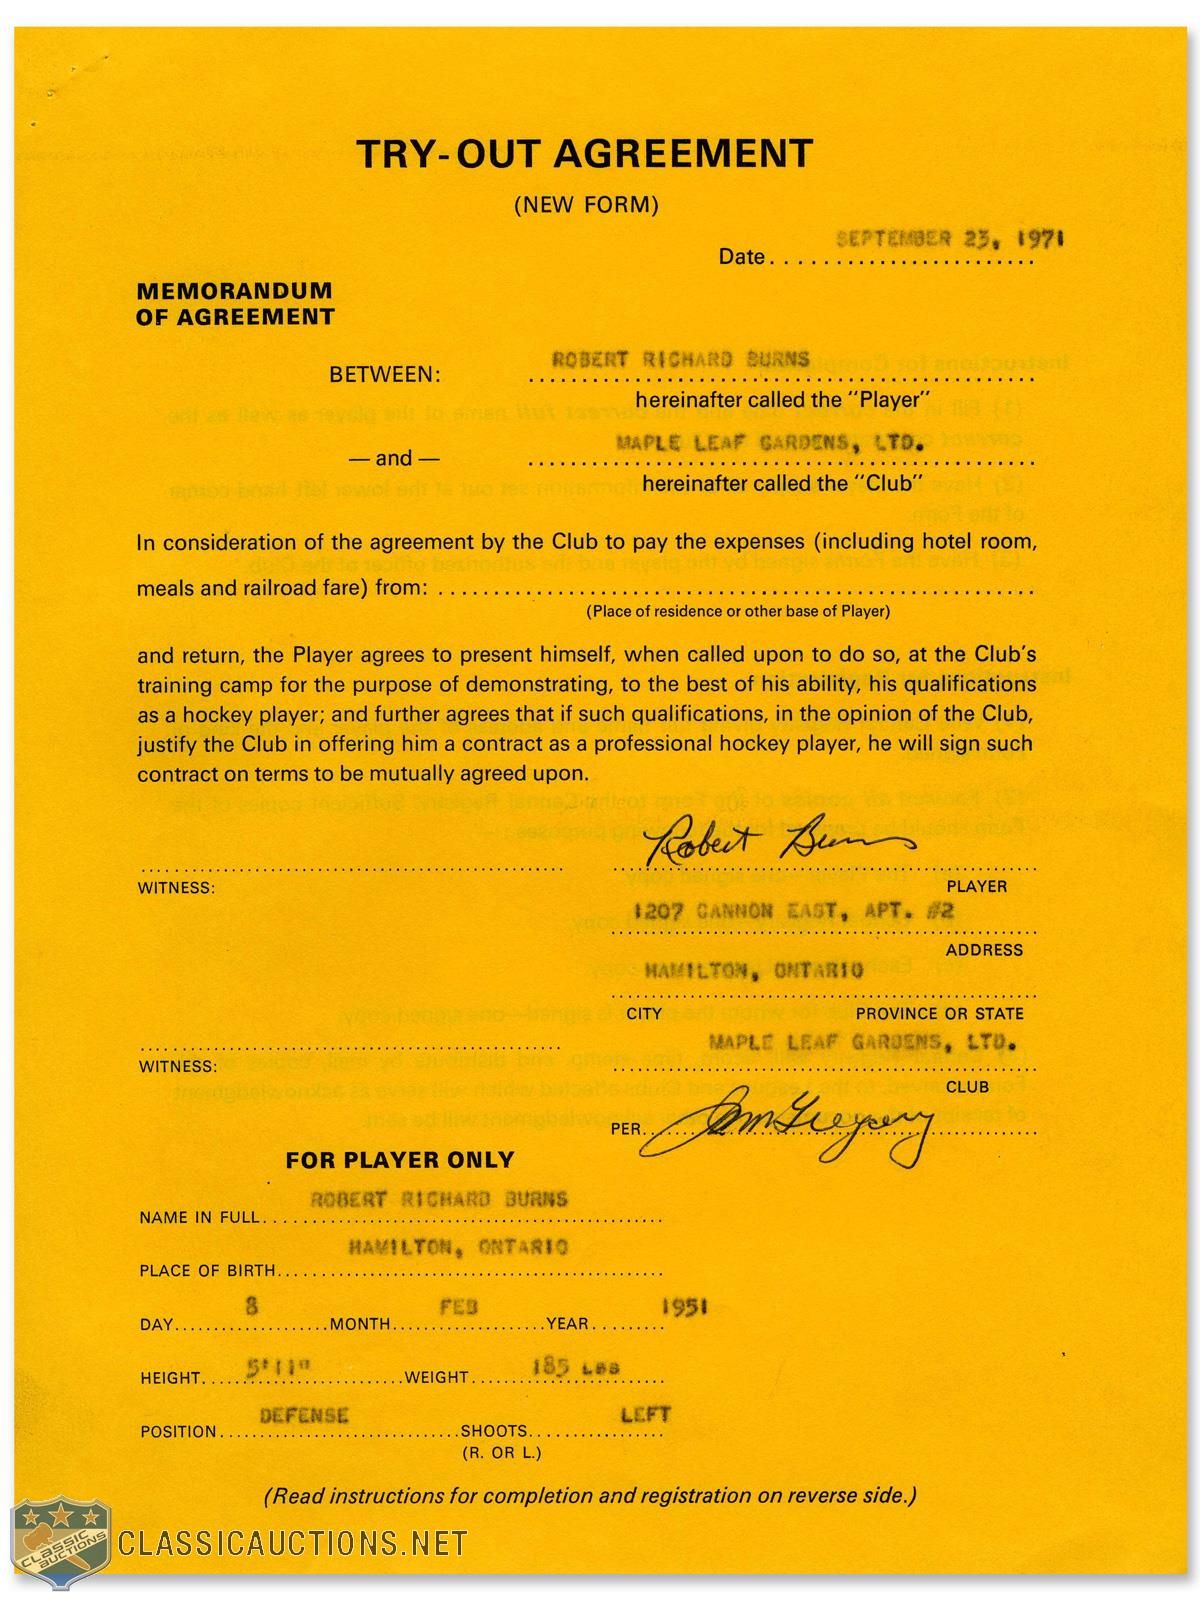 TRY-OUT AGREEMENT
(NEW FORM)
SEPTEMBER 23, 1971
Date
MEMORANDUM
OF AGREEMENT
ROBERT RICHARD BURNS
BETWEEN:
hereinafter called the "Player"
MAPLE LEAF GARDENS, LTD.
— and —
hereinafter called the "Club"
In consideration of the agreement by the Club to pay the expenses (including hotel room,
meals and railroad fare) from:
(Place of residence or other base of Player)
and return, the Player agrees to present himself, when called upon to do so, at the Club's
training camp for the purpose of demonstrating, to the best of his ability, his qualifications
as a hockey player; and further agrees that if such qualifications, in the opinion of the Club,
justify the Club in offering him a contract as a professional hockey player, he will sign such
contract on terms to be mutually agreed upon.
Robert Burns
WITNESS: PLAYER
1207 CANNON EAST, APT. #2
ADDRESS
HAMILTON, ONTARIO
CITY PROVINCE OR STATE
MAPLE LEAF GARDENS, LTD.
WITNESS:
CLUB
PER Jim Gregory
FOR PLAYER ONLY
ROBERT RICHARD BURNS
NAME IN FULL
HAMILTON, ONTARIO
PLACE OF BIRTH
8 FEB 1951
DAY MONTH YEAR
5'11" 185 LBS
HEIGHT WEIGHT
DEFENSE LEFT
POSITION SHOOTS
(R. OR L.)
(Read instructions for completion and registration on reverse side.)
CLASSIC AUCTIONS
CLASSICAUCTIONS.NET